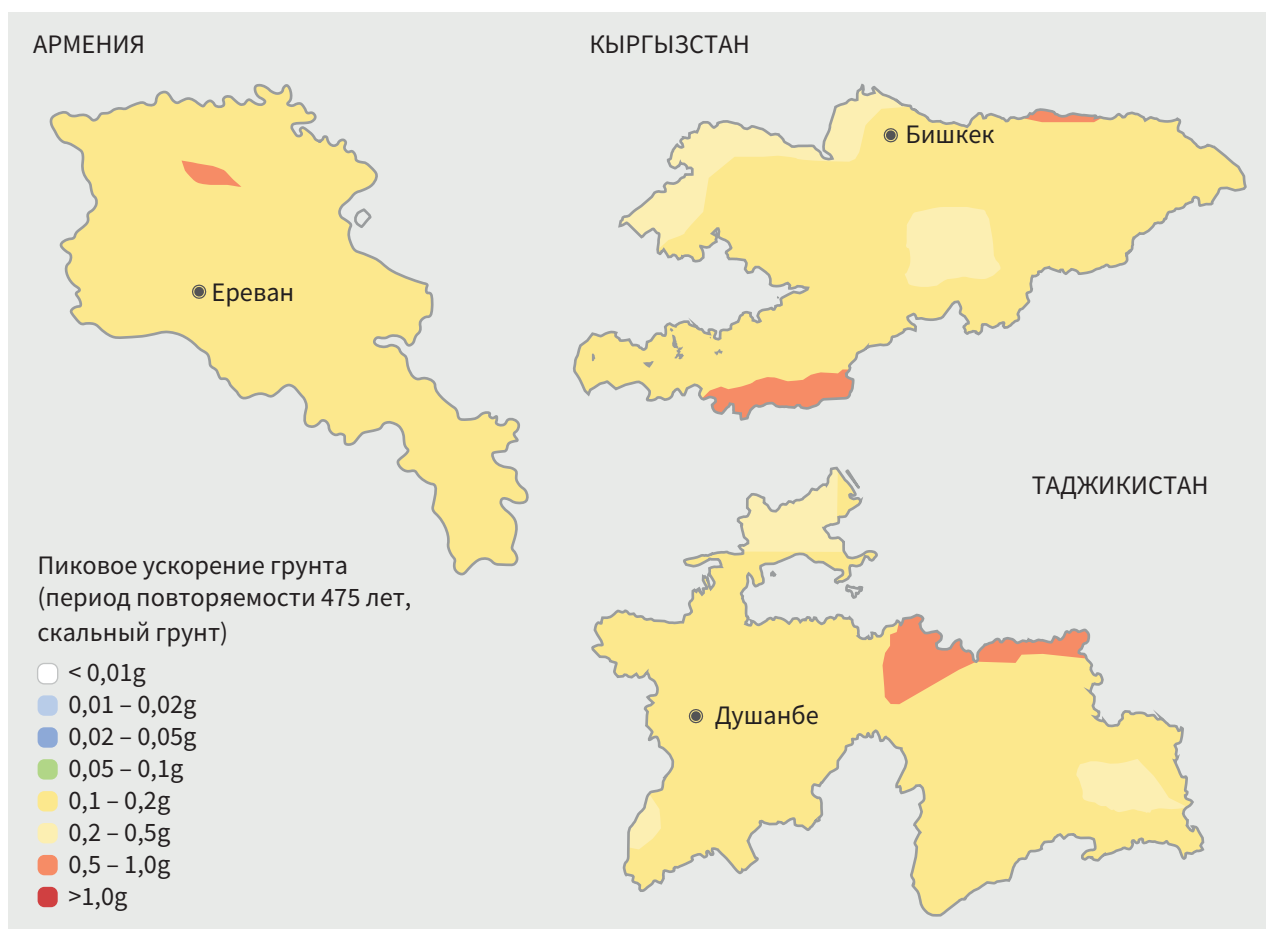 АРМЕНИЯ
КЫРГЫЗСТАН
Бишкек
Ереван
ТАДЖИКИСТАН
Душанбе
Пиковое ускорение грунта
(период повторяемости 475 лет,
скальный грунт)
< 0,01g
0,01 – 0,02g
0,02 – 0,05g
0,05 – 0,1g
0,1 – 0,2g
0,2 – 0,5g
0,5 – 1,0g
>1,0g